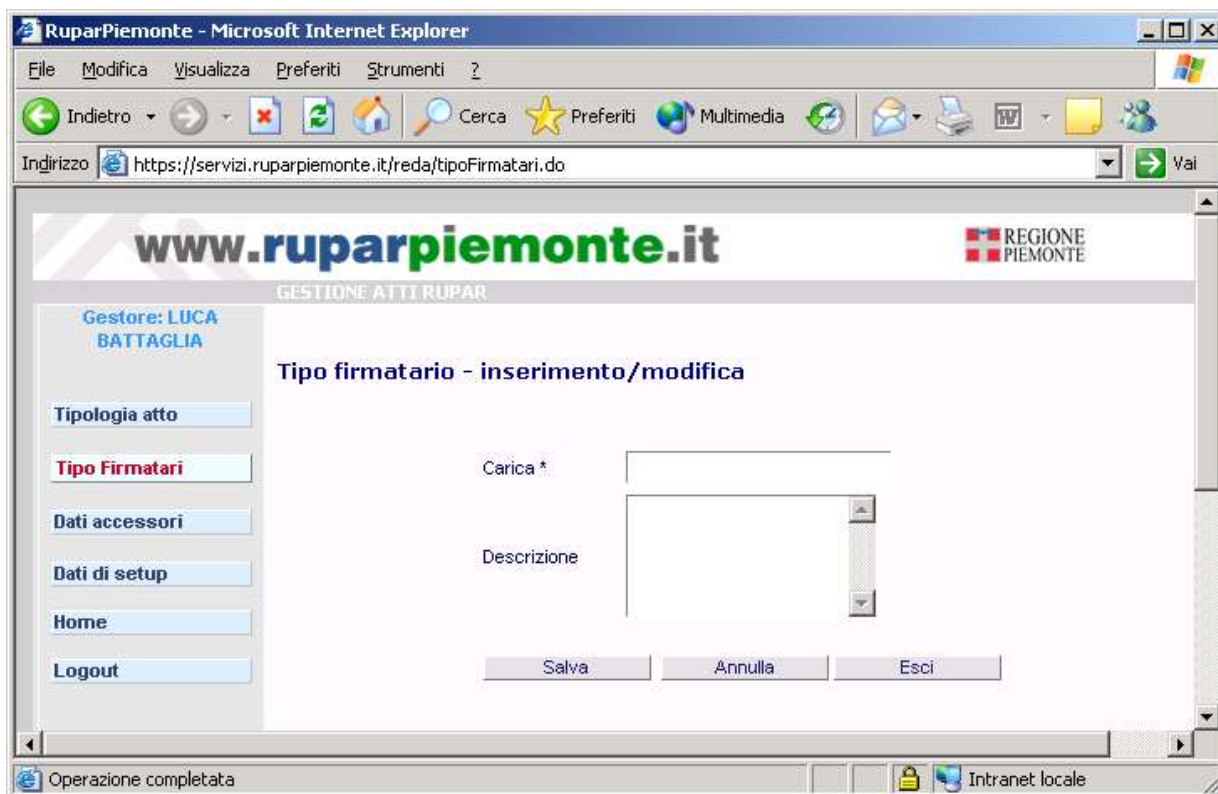 RuparPiemonte - Microsoft Internet Explorer
File Modifica Visualizza Preferiti Strumenti ?
Indietro Cerca Preferiti Multimedia
Indirizzo https://servizi.ruparpiemonte.it/reda/tipoFirmatari.do Vai
www.ruparpiemonte.it
REGIONE
PIEMONTE
GESTIONE ATTI RUPAR
Gestore: LUCA
BATTAGLIA
Tipo firmatario - inserimento/modifica
Tipologia atto
Tipo Firmatari
Dati accessori
Dati di setup
Home
Logout
Carica *
Descrizione
Salva Annulla Esci
Operazione completata Intranet locale